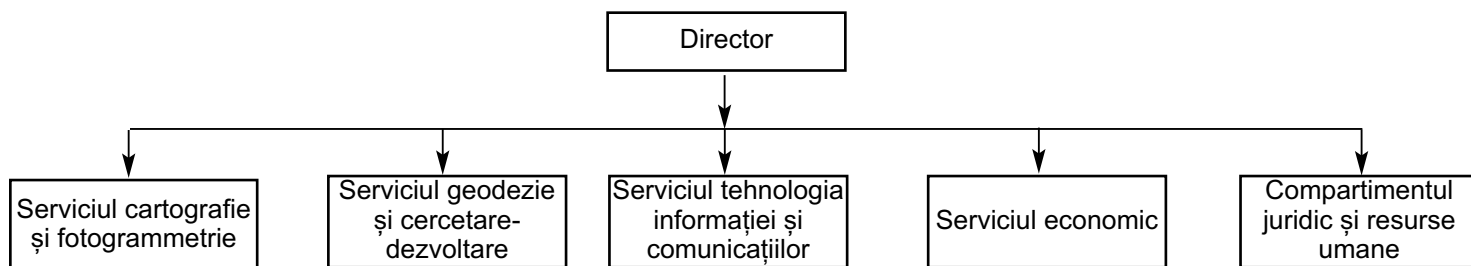 Director
Serviciul cartografie
și fotogrammetrie
Serviciul geodezie
și cercetare-
dezvoltare
Serviciul tehnologia
informației și
comunicațiilor
Serviciul economic
Compartimentul
juridic și resurse
umane